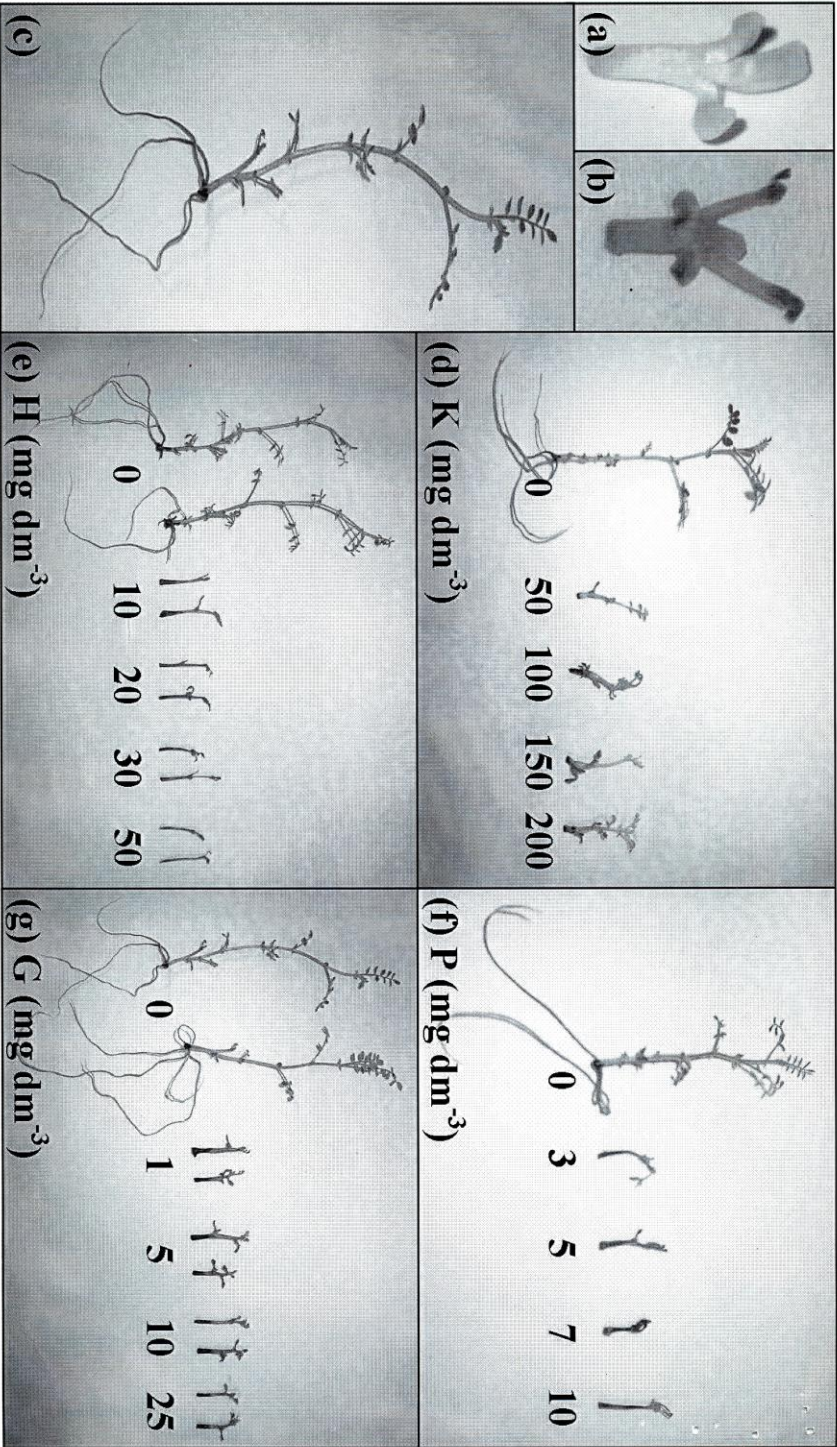 (a)
(b)
(c)
(d) K (mg dm⁻³)
0 50 100 150 200
(e) H (mg dm⁻³)
0 10 20 30 50
(f) P (mg dm⁻³)
0 3 5 7 10
(g) G (mg dm⁻³)
0 1 5 10 25